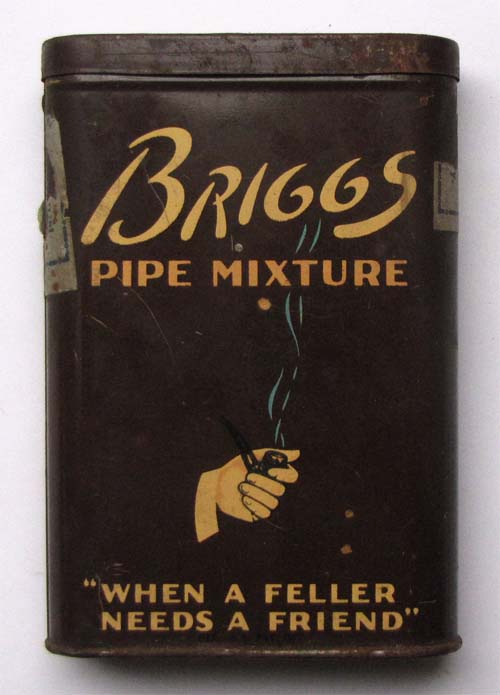 BRIGGS
PIPE MIXTURE
"WHEN A FELLER
NEEDS A FRIEND"